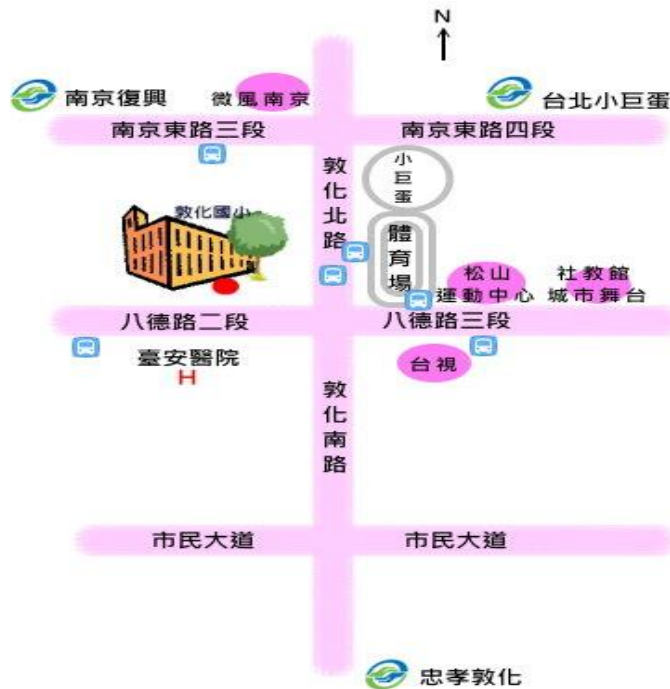 N
南京復興
微風南京
台北小巨蛋
南京東路三段
南京東路四段
小巨蛋
敦化北路
敦化國小
體育場
松山
運動中心
社教館
城市舞台
八德路二段
八德路三段
臺安醫院
H
台視
敦化南路
市民大道
市民大道
忠孝敦化